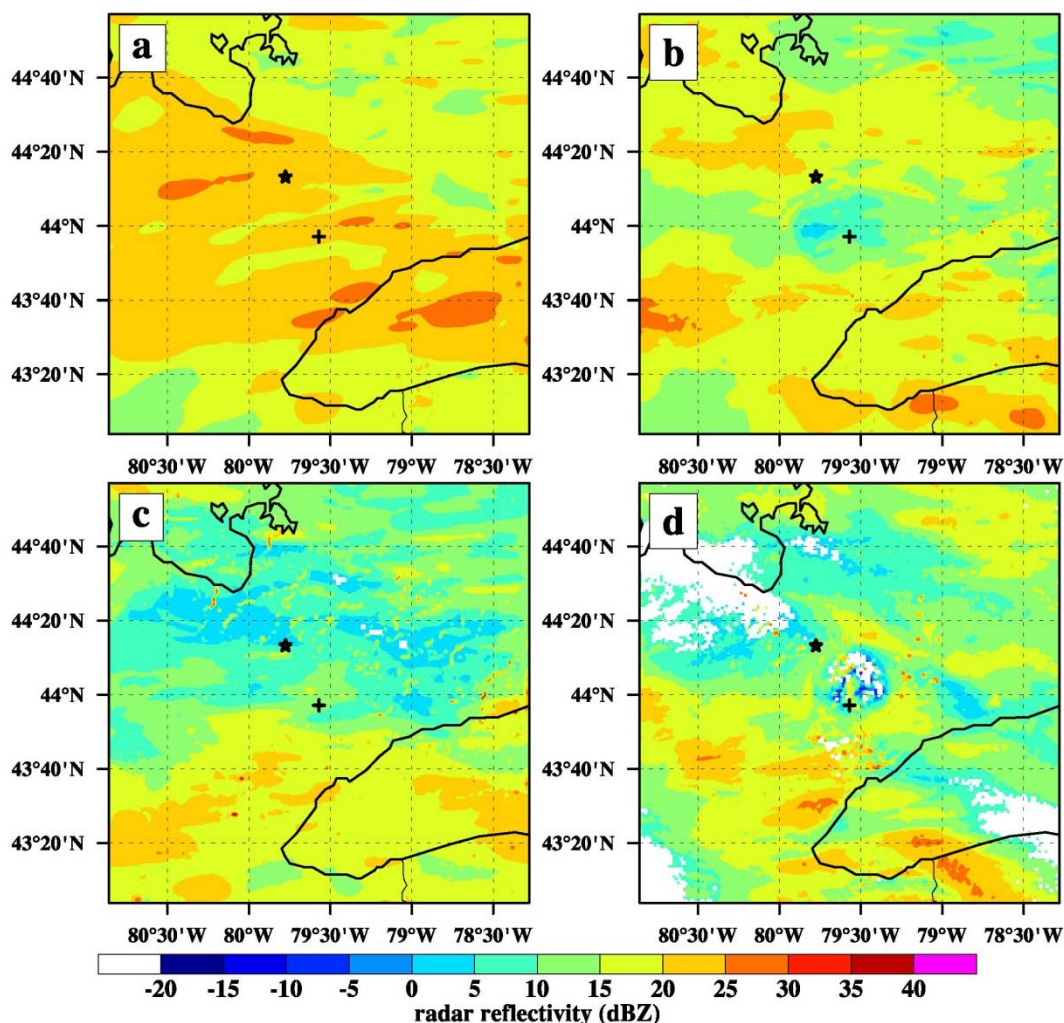 a
b
44°40'N
44°20'N
44°N
43°40'N
43°20'N
80°30'W 80°W 79°30'W 79°W 78°30'W
44°40'N
44°20'N
44°N
43°40'N
43°20'N
80°30'W 80°W 79°30'W 79°W 78°30'W
c
d
44°40'N
44°20'N
44°N
43°40'N
43°20'N
80°30'W 80°W 79°30'W 79°W 78°30'W
44°40'N
44°20'N
44°N
43°40'N
43°20'N
80°30'W 80°W 79°30'W 79°W 78°30'W
-20 -15 -10 -5 0 5 10 15 20 25 30 35 40
radar reflectivity (dBZ)